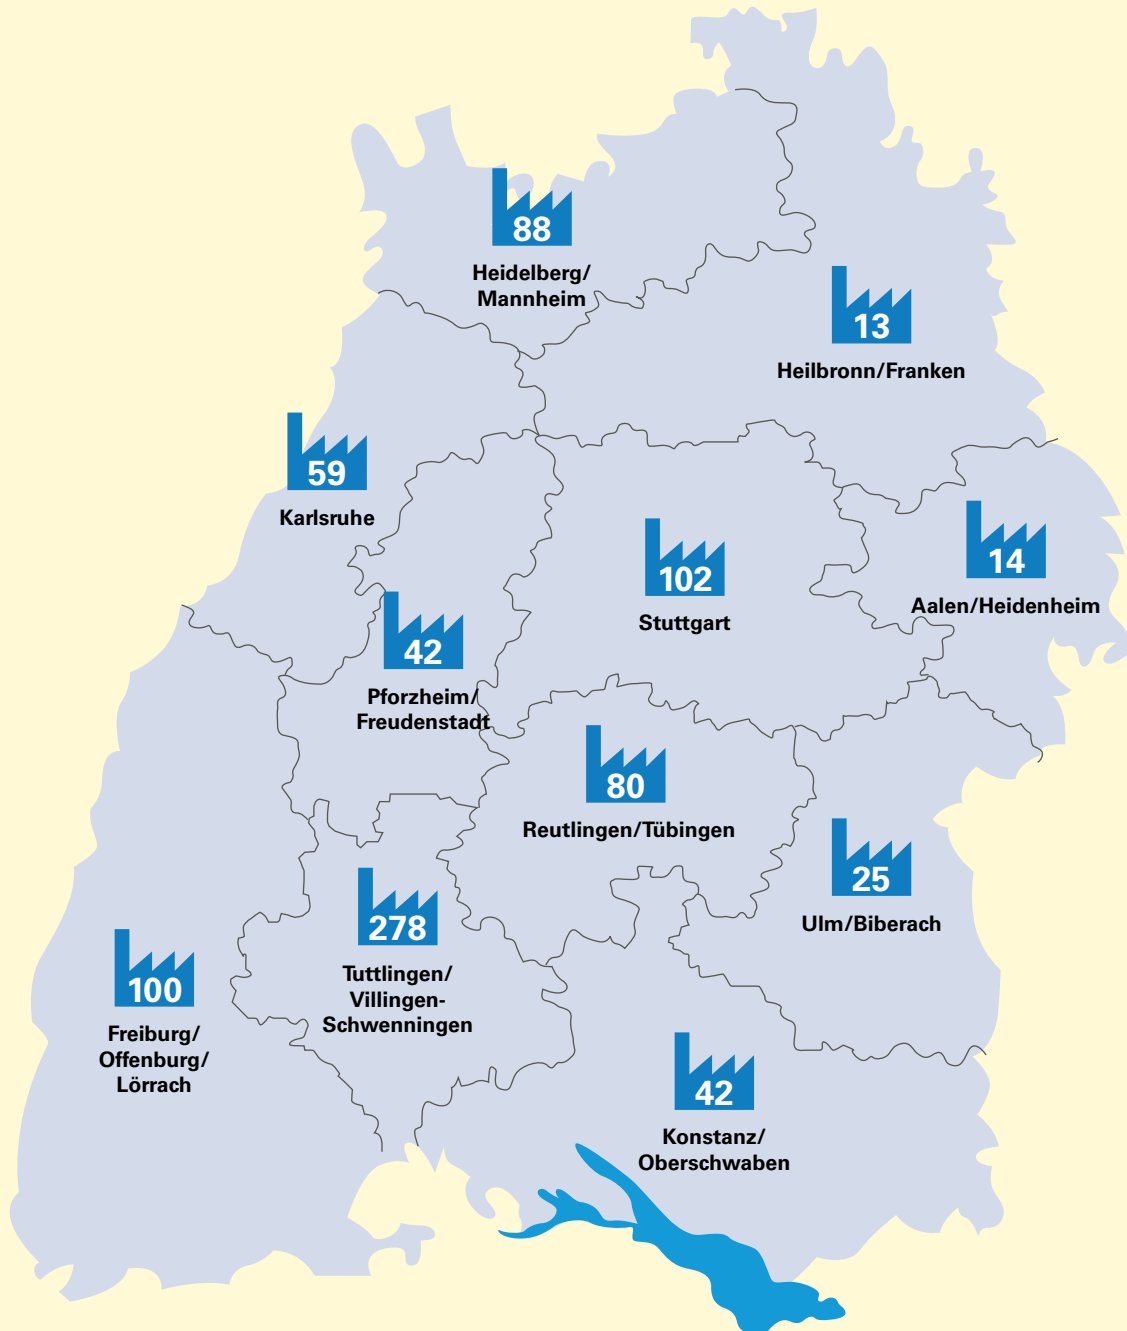 88
Heidelberg/
Mannheim
13
Heilbronn/Franken
59
Karlsruhe
14
Aalen/Heidenheim
102
Stuttgart
42
Pforzheim/
Freudenstadt
80
Reutlingen/Tübingen
25
Ulm/Biberach
278
Tuttlingen/
Villingen-
Schwenningen
100
Freiburg/
Offenburg/
Lörrach
42
Konstanz/
Oberschwaben